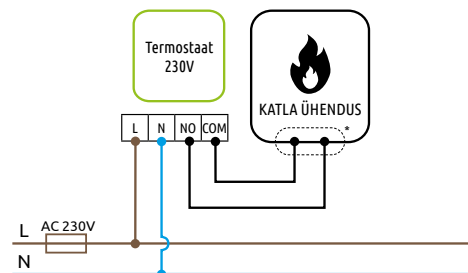 Termostaat
230V
KATLA ÜHENDUS
*
L N NO COM
L AC 230V
N